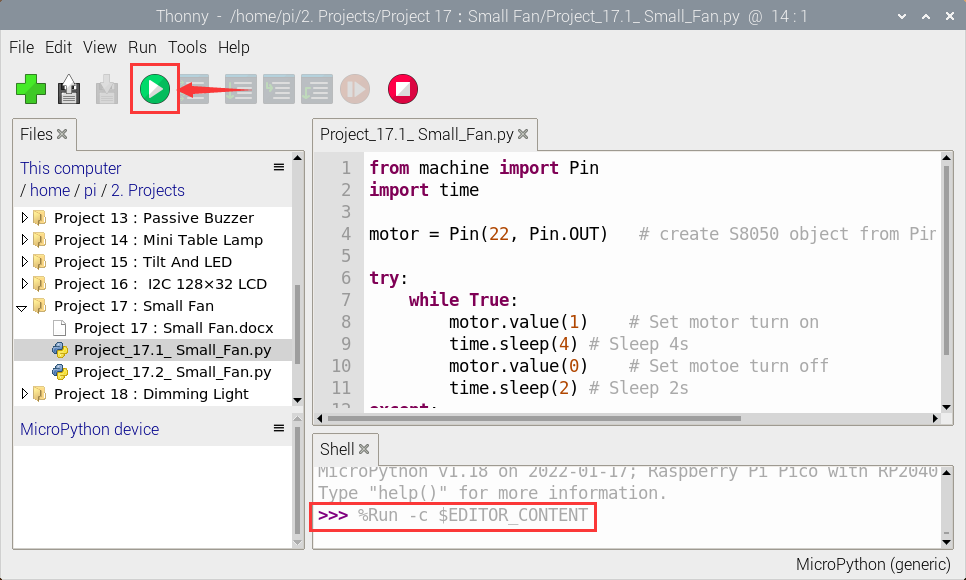 Thonny - /home/pi/2. Projects/Project 17 : Small Fan/Project_17.1_ Small_Fan.py @ 14 : 1
File Edit View Run Tools Help
Files
This computer
/ home / pi / 2. Projects
Project 13 : Passive Buzzer
Project 14 : Mini Table Lamp
Project 15 : Tilt And LED
Project 16 : I2C 128×32 LCD
Project 17 : Small Fan
Project 17 : Small Fan.docx
Project_17.1_ Small_Fan.py
Project_17.2_ Small_Fan.py
Project 18 : Dimming Light
MicroPython device
Project_17.1_ Small_Fan.py
1 from machine import Pin
2 import time
3
4 motor = Pin(22, Pin.OUT) # create S8050 object from Pin
5
6 try:
7 while True:
8 motor.value(1) # Set motor turn on
9 time.sleep(4) # Sleep 4s
10 motor.value(0) # Set motoe turn off
11 time.sleep(2) # Sleep 2s
12 except:
Shell
MicroPython v1.18 on 2022-01-17; Raspberry Pi Pico with RP2040
Type "help()" for more information.
>>> %Run -c $EDITOR_CONTENT
MicroPython (generic)